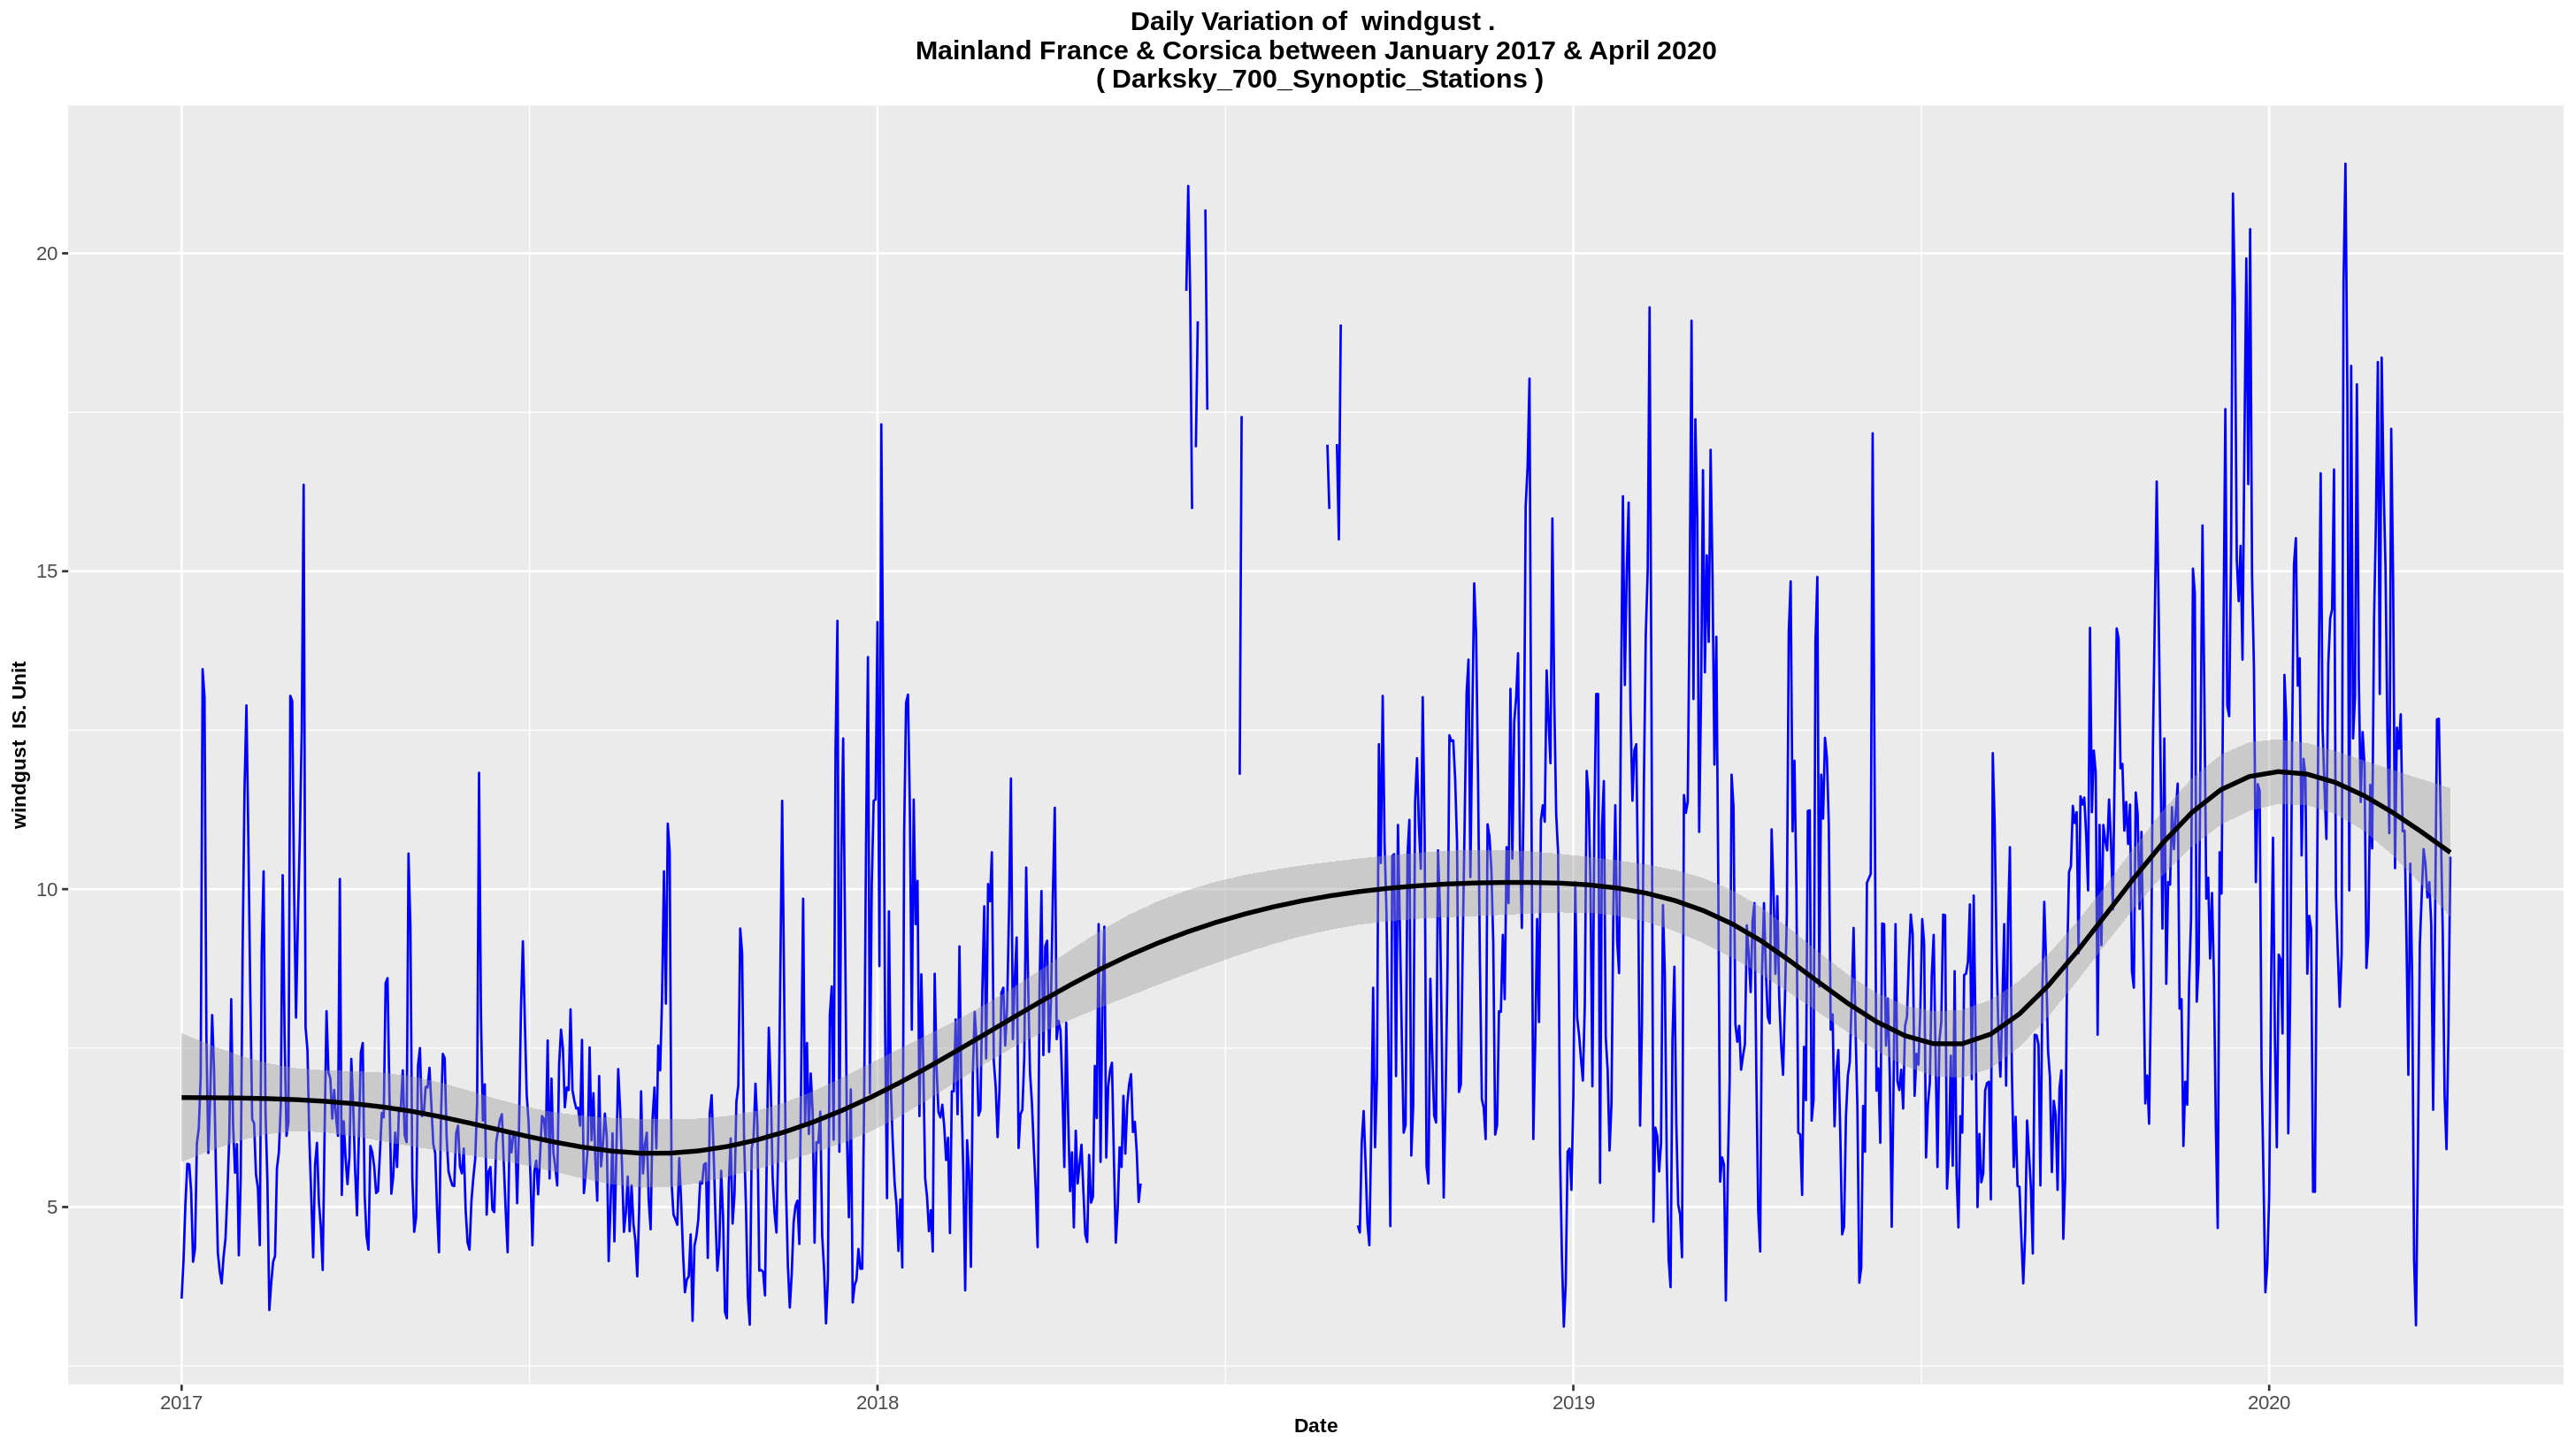 Daily Variation of  windgust .
Mainland France & Corsica between January 2017 & April 2020
( Darksky_700_Synoptic_Stations )
windgust  IS. Unit
20
15
10
5
2017
2018
2019
2020
Date